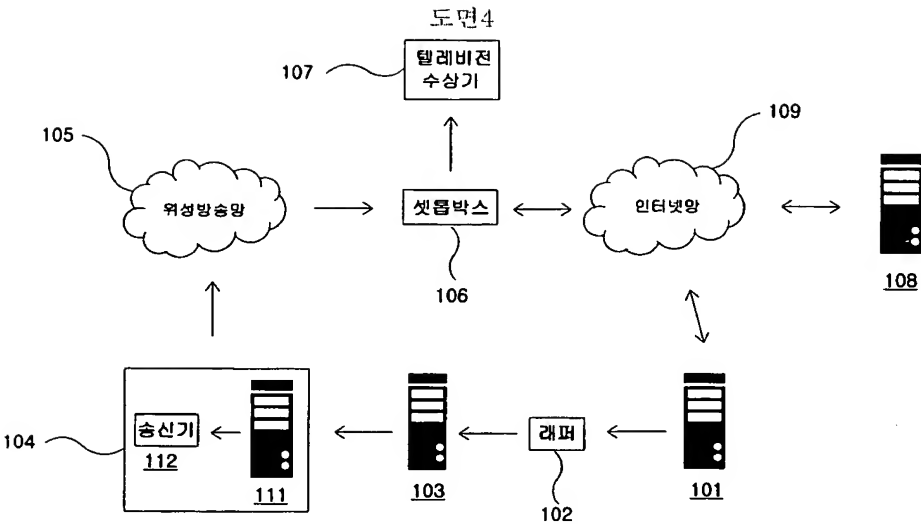 도면4
텔레비전
수상기
107
105
109
위성방송망
셋톱박스
인터넷망
106
108
104
송신기
112
111
103
래퍼
102
101